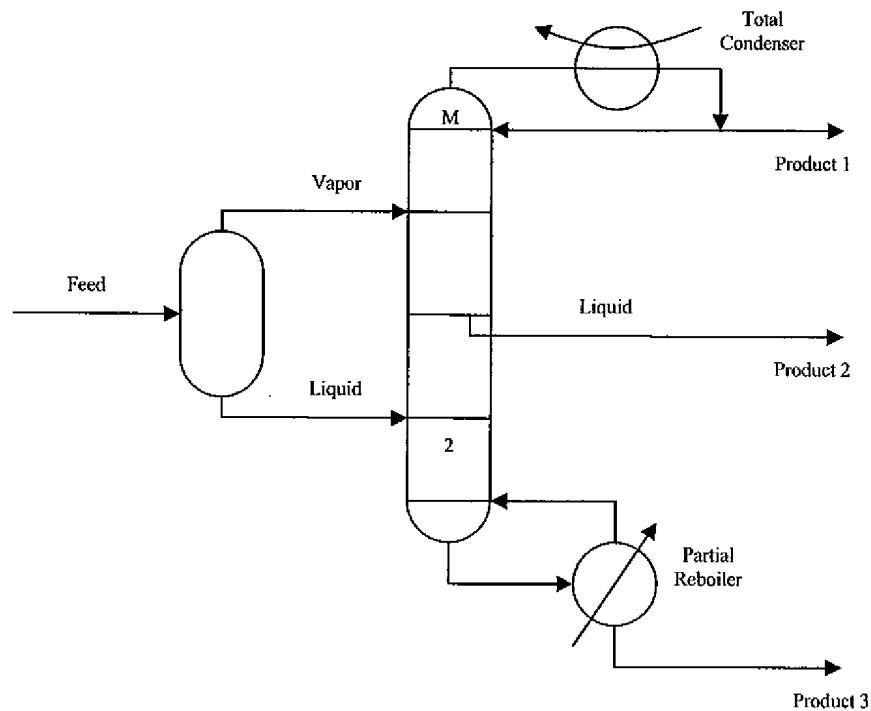 Total
Condenser
M
Product 1
Vapor
Feed
Liquid
Product 2
Liquid
2
Partial
Reboiler
Product 3